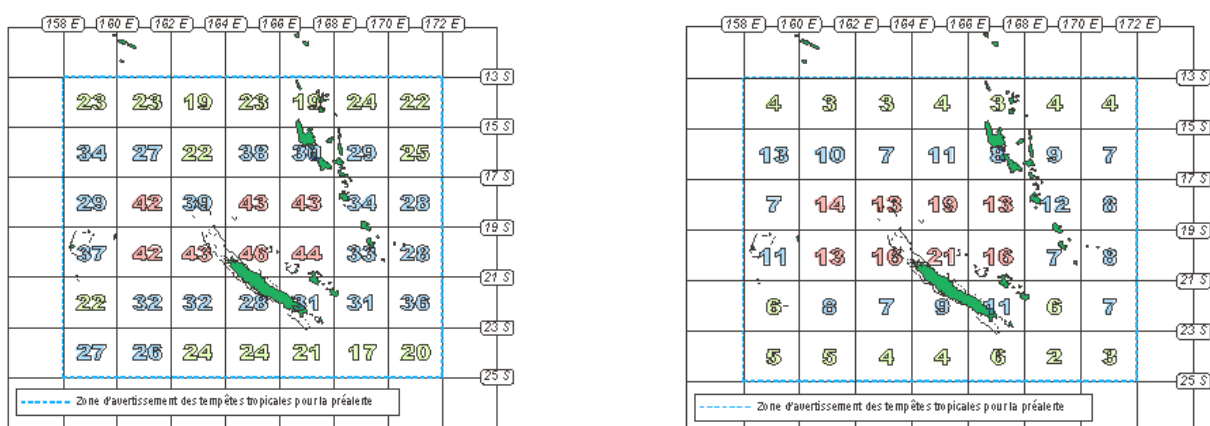 158 E 160 E 162 E 164 E 166 E 168 E 170 E 172 E
13 S
23 23 19 23 19 24 22
15 S
34 27 22 38 30 29 25
17 S
29 42 39 43 43 34 28
19 S
37 42 43 46 44 33 28
21 S
22 32 32 28 31 31 36
23 S
27 26 24 24 21 17 20
25 S
Zone d'avertissement des tempêtes tropicales pour la préalerte
158 E 160 E 162 E 164 E 166 E 168 E 170 E 172 E
13 S
4 3 3 4 3 4 4
15 S
13 10 7 11 8 9 7
17 S
7 14 13 19 13 12 8
19 S
11 13 16 21 16 7 8
21 S
6 8 7 9 11 6 7
23 S
5 5 4 4 6 2 3
25 S
Zone d'avertissement des tempêtes tropicales pour la préalerte